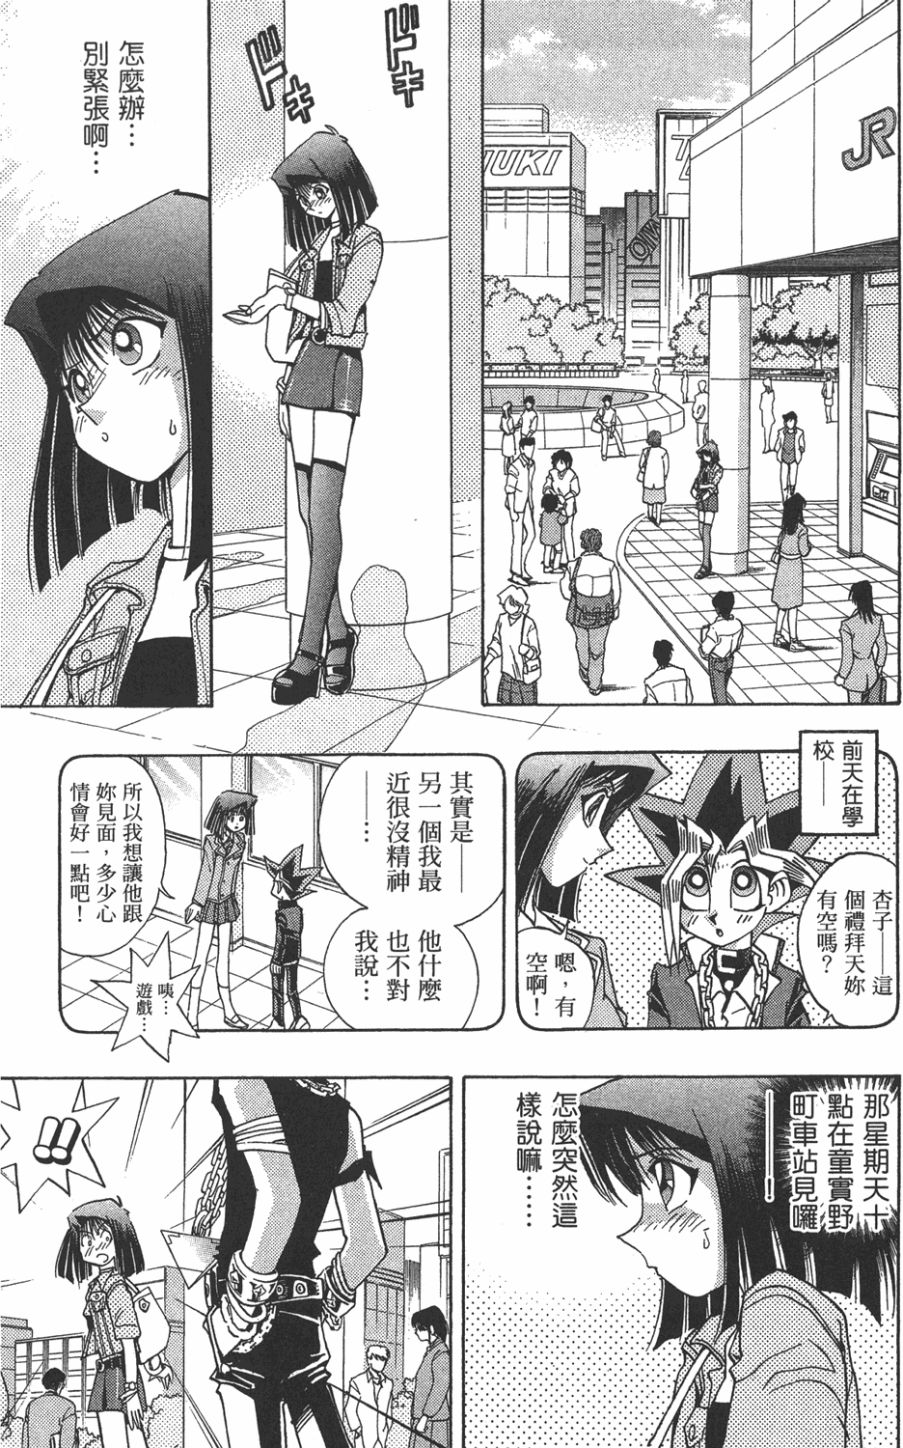 JR
UKI
ドキ
ドキ
怎麼辦…
別緊張啊…
前天在學
校——
杏子——這
個禮拜天妳
有空嗎？
嗯，有
空啊！
其實是——
另一個我最
近很沒精神
——……
他什麼
也不對
我說…
所以我想讓他跟
妳見面，多少心
情會好一點吧！
咦…
遊戲…
那星期天十
點在童實野
町車站見囉
——！
怎麼突然這
樣說嘛……
!!